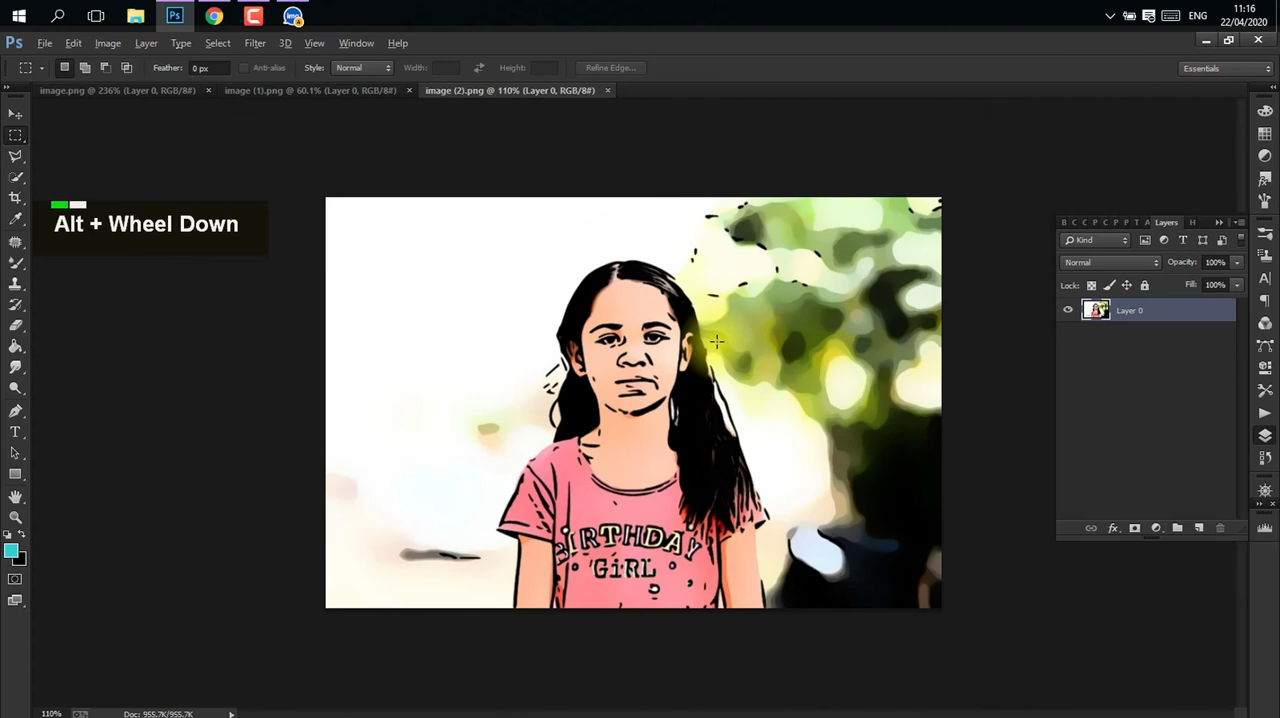 11:16
ENG
22/04/2020
Ps
Ps File Edit Image Layer Type Select Filter 3D View Window Help
Feather: 0 px Anti-alias Style: Normal Width: Height: Refine Edge... Essentials
image.png @ 236% (Layer 0, RGB/8#) × image (1).png @ 60.1% (Layer 0, RGB/8#) × image (2).png @ 110% (Layer 0, RGB/8#) ×
Alt + Wheel Down
B C C P C P P T A Layers H
Kind
Normal Opacity: 100%
Lock: Fill: 100%
Layer 0
fx
BIRTHDAY
GiRL
110% Doc: 955.7K/955.7K